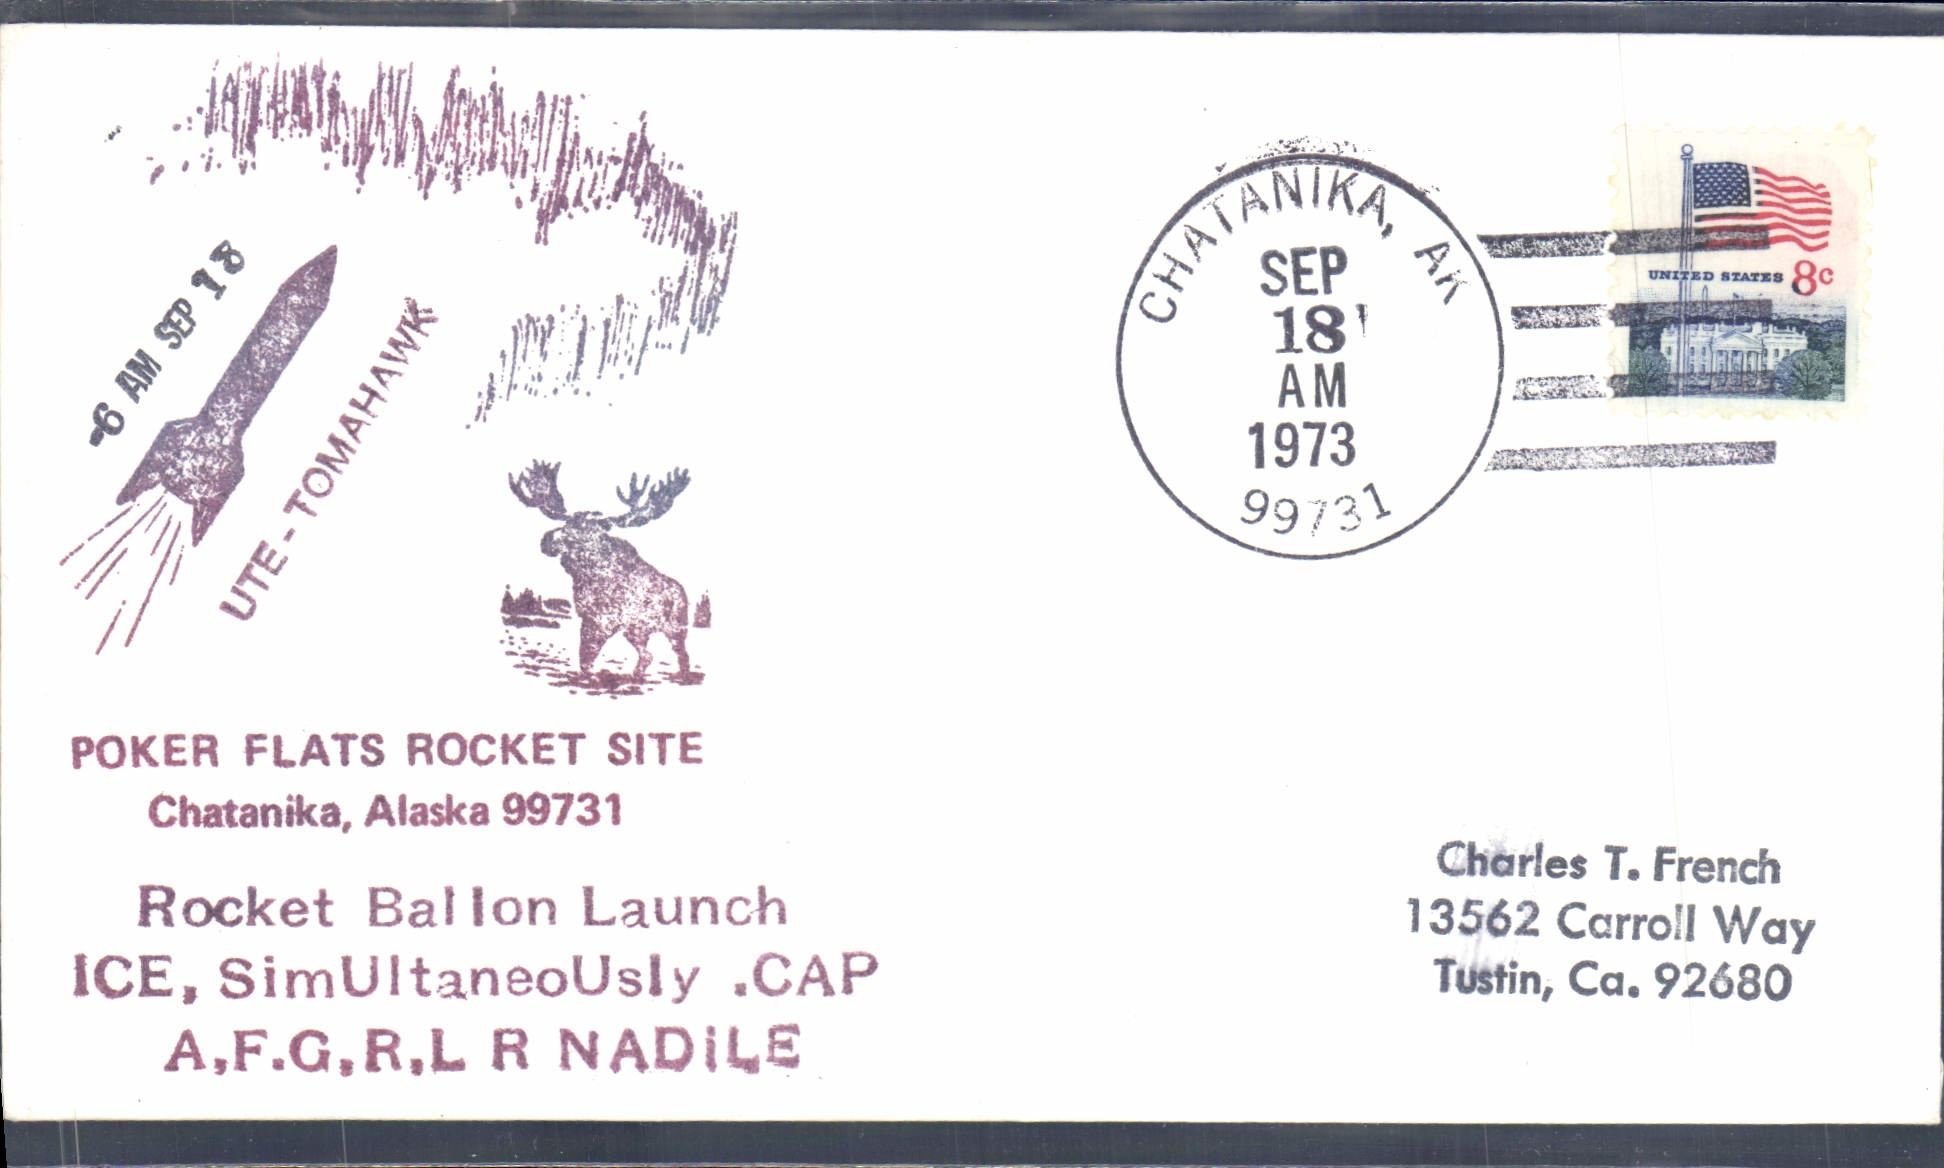 -6 AM SEP 18
UTE-TOMAHAWK
POKER FLATS ROCKET SITE
Chatanika, Alaska 99731
Rocket Ballon Launch
ICE, SimUltaneoUsly .CAP
A,F.G,R,L R NADiLE
CHATANIKA, AK
SEP
18
AM
1973
99731
UNITED STATES 8c
Charles T. French
13562 Carroll Way
Tustin, Ca. 92680